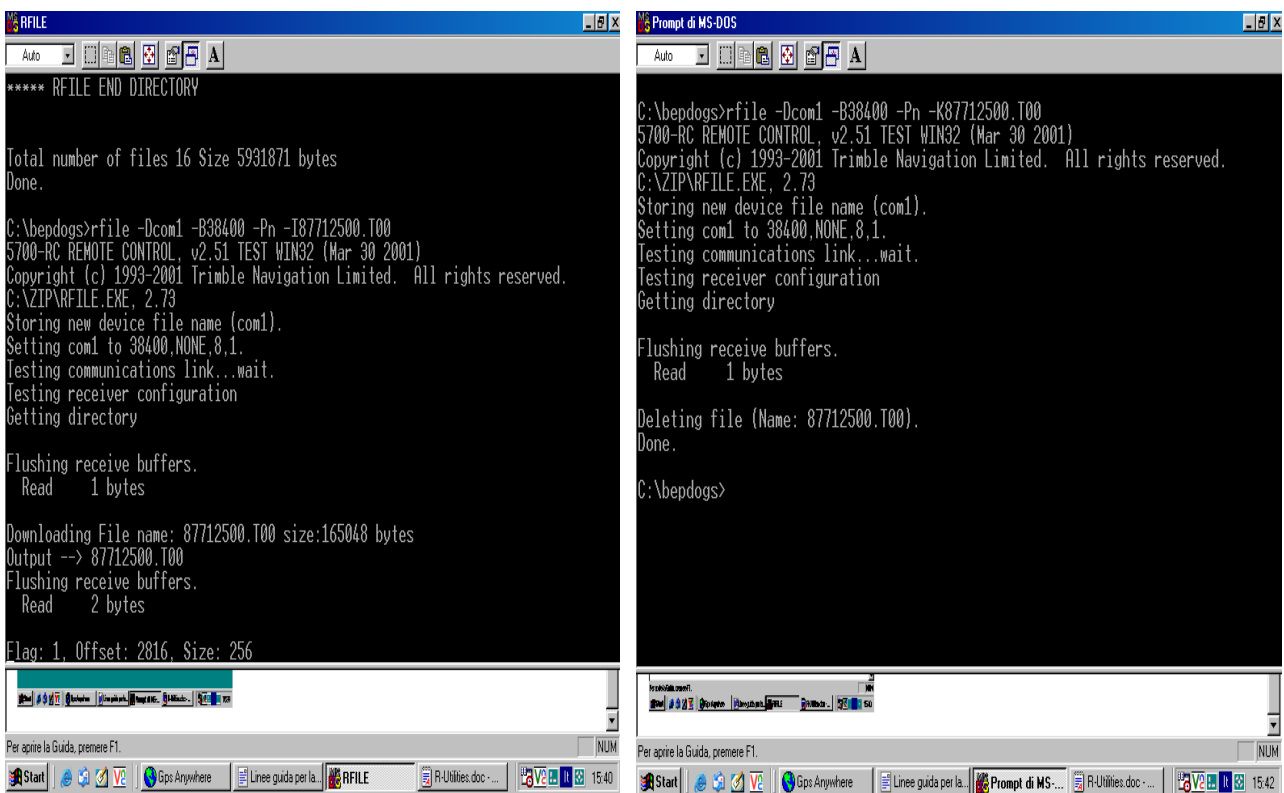 RFILE
Auto
A
***** RFILE END DIRECTORY
Total number of files 16 Size 5931871 bytes
Done.
C:\bepdogs>rfile -Dcom1 -B38400 -Pn -I87712500.T00
5700-RC REMOTE CONTROL, v2.51 TEST WIN32 (Mar 30 2001)
Copyright (c) 1993-2001 Trimble Navigation Limited.  All rights reserved.
C:\ZIP\RFILE.EXE, 2.73
Storing new device file name (com1).
Setting com1 to 38400,NONE,8,1.
Testing communications link...wait.
Testing receiver configuration
Getting directory
Flushing receive buffers.
Read    1 bytes
Downloading File name: 87712500.T00 size:165048 bytes
Output --> 87712500.T00
Flushing receive buffers.
Read    2 bytes
Flag: 1, Offset: 2816, Size: 256
Per aprire la Guida, premere F1.
NUM
Start
Gps Anywhere
Linee guida per la...
RFILE
R-Utilities.doc - ...
It
15:40
Prompt di MS-DOS
Auto
A
C:\bepdogs>rfile -Dcom1 -B38400 -Pn -K87712500.T00
5700-RC REMOTE CONTROL, v2.51 TEST WIN32 (Mar 30 2001)
Copyright (c) 1993-2001 Trimble Navigation Limited.  All rights reserved.
C:\ZIP\RFILE.EXE, 2.73
Storing new device file name (com1).
Setting com1 to 38400,NONE,8,1.
Testing communications link...wait.
Testing receiver configuration
Getting directory
Flushing receive buffers.
Read    1 bytes
Deleting file (Name: 87712500.T00).
Done.
C:\bepdogs>
Per aprire la Guida, premere F1.
NUM
Start
Gps Anywhere
Linee guida per la...
Prompt di MS-...
R-Utilities.doc - ...
It
15:42